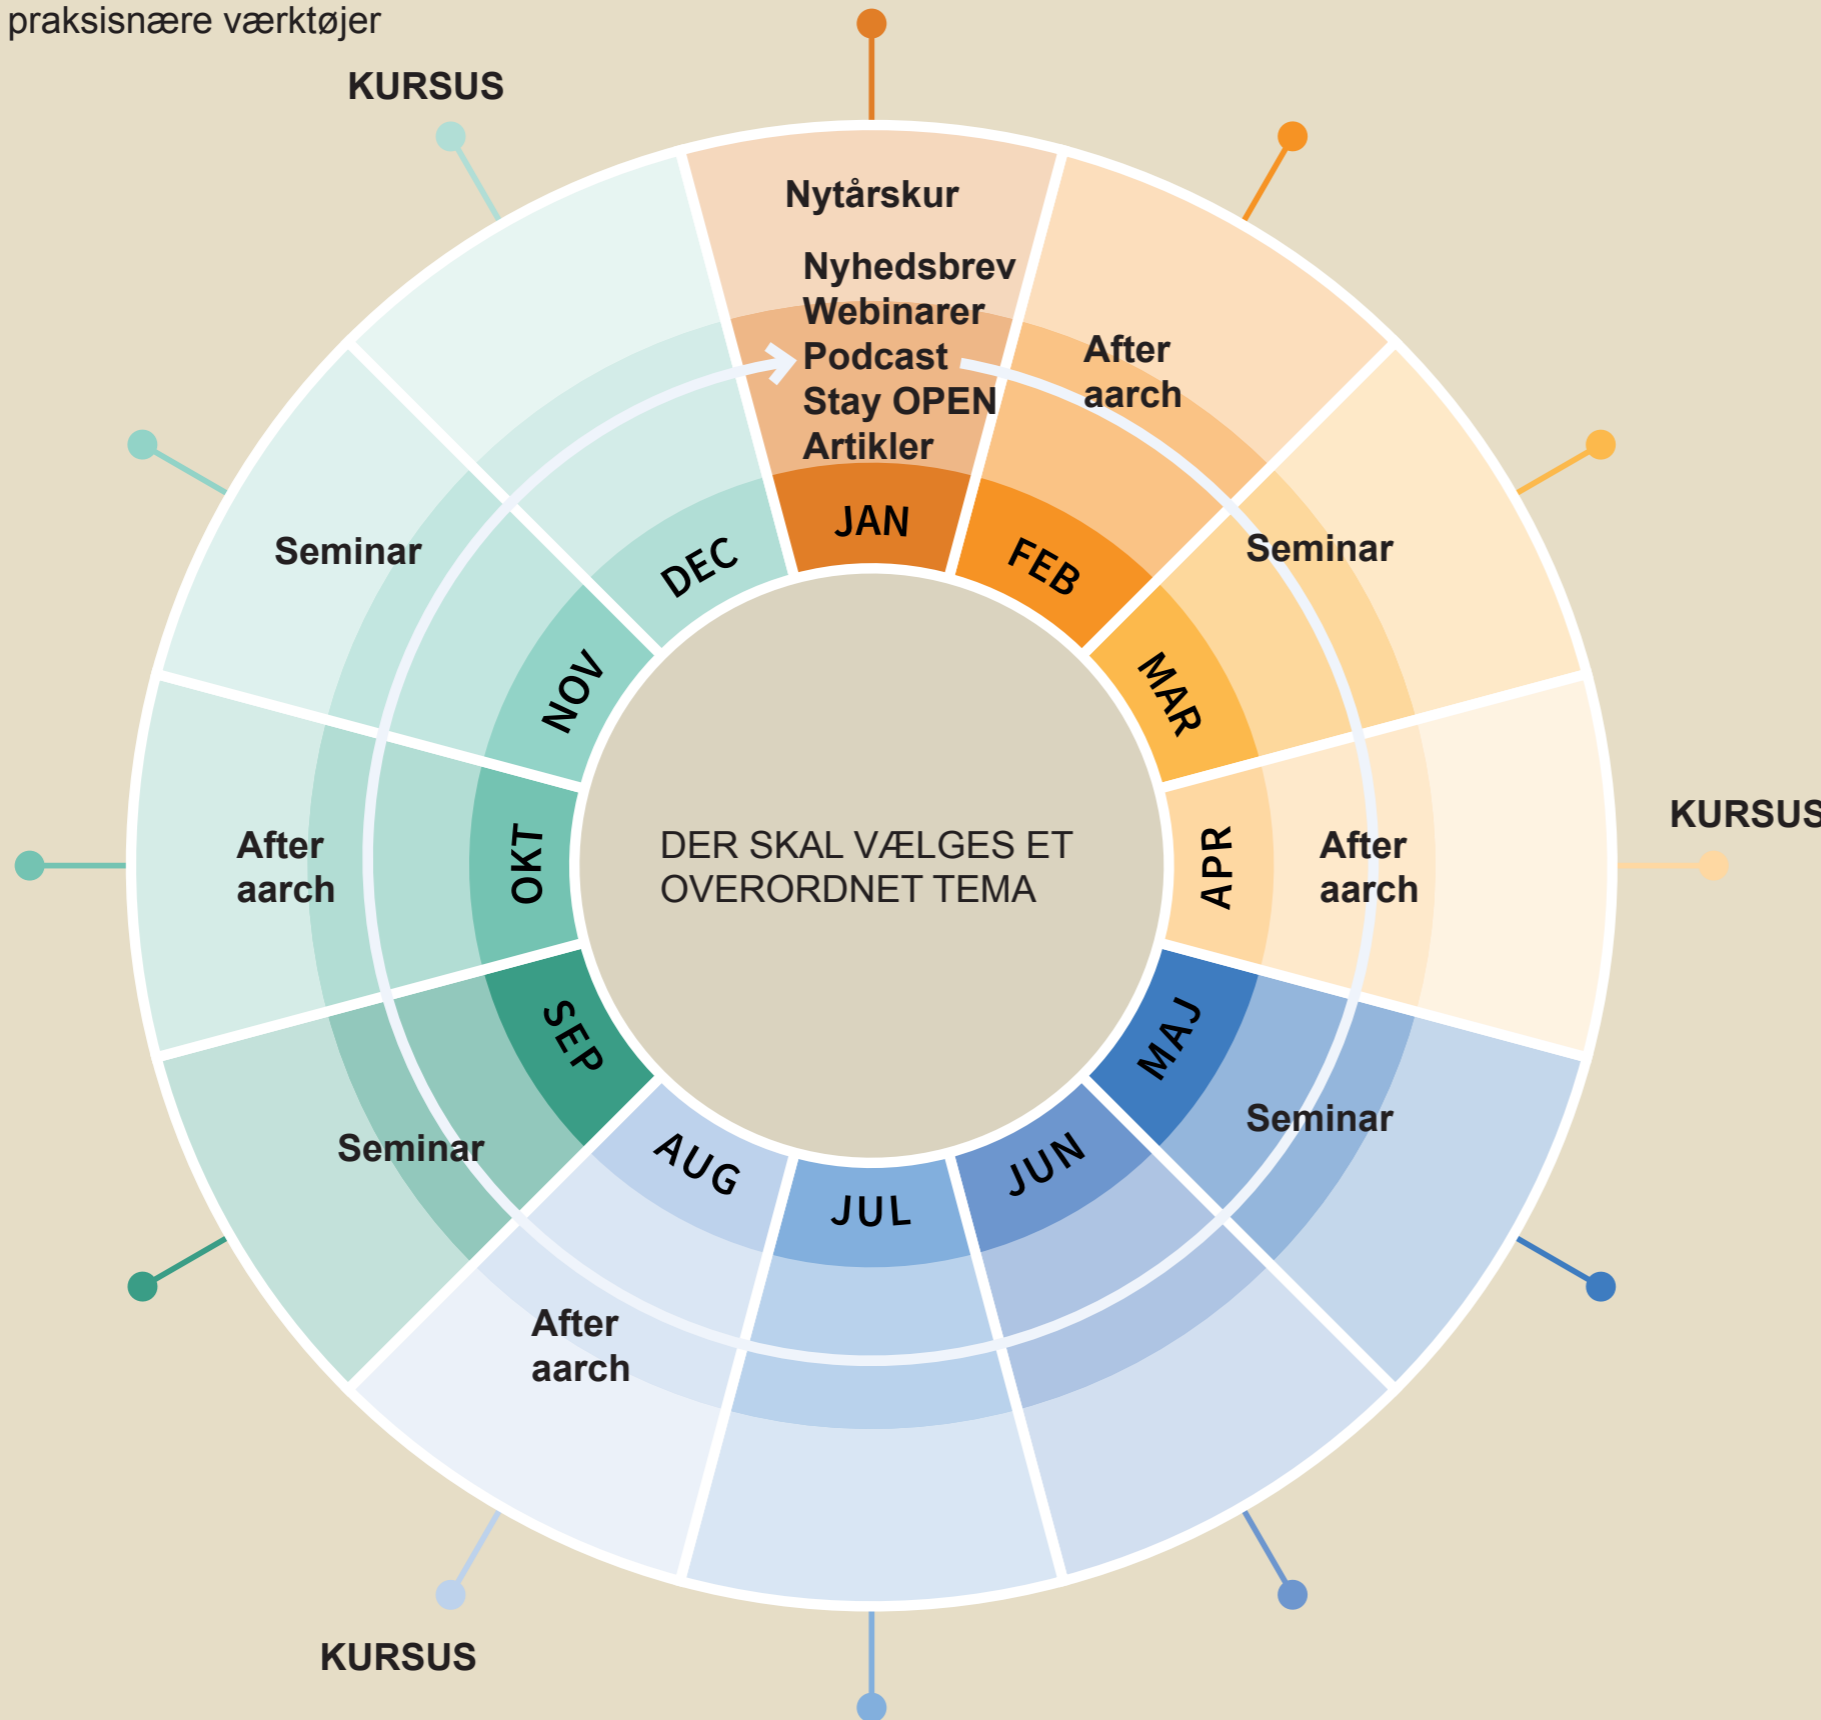 praksisnære værktøjer
KURSUS
Nytårskur
Nyhedsbrev
Webinarer
Podcast
Stay OPEN
Artikler
After
aarch
Seminar
Seminar
JAN
FEB
MAR
APR
MAJ
JUN
JUL
AUG
SEP
OKT
NOV
DEC
DER SKAL VÆLGES ET
OVERORDNET TEMA
KURSUS
After
aarch
After
aarch
Seminar
Seminar
After
aarch
KURSUS